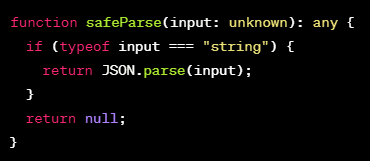 function safeParse(input: unknown): any {
  if (typeof input === "string") {
    return JSON.parse(input);
  }
  return null;
}